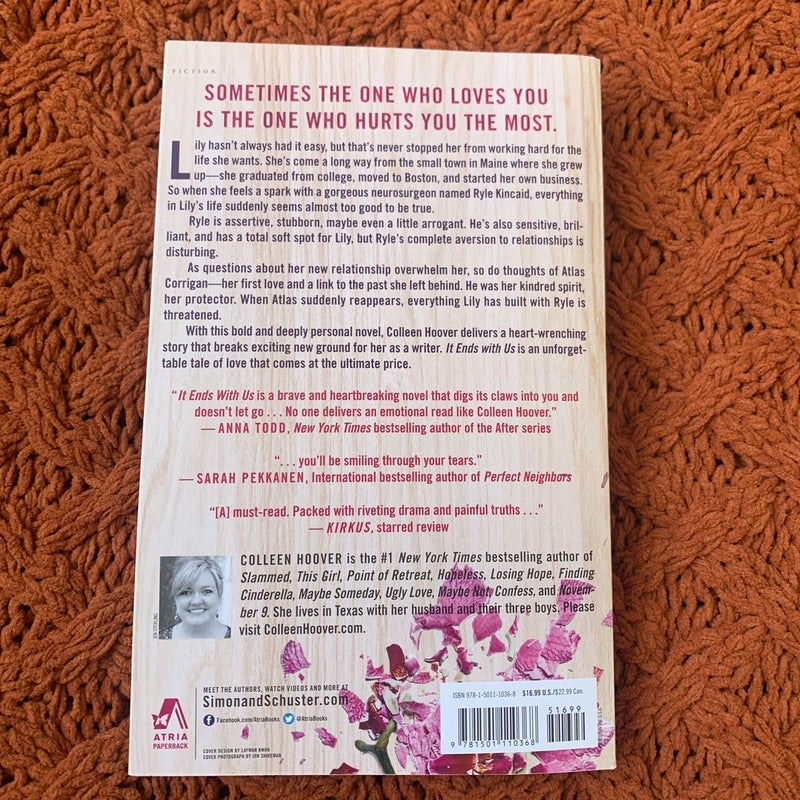 FICTION
SOMETIMES THE ONE WHO LOVES YOU
IS THE ONE WHO HURTS YOU THE MOST.
Lily hasn't always had it easy, but that's never stopped her from working hard for the
life she wants. She's come a long way from the small town in Maine where she grew
up—she graduated from college, moved to Boston, and started her own business.
So when she feels a spark with a gorgeous neurosurgeon named Ryle Kincaid, everything
in Lily's life suddenly seems almost too good to be true.
Ryle is assertive, stubborn, maybe even a little arrogant. He's also sensitive, bril-
liant, and has a total soft spot for Lily, but Ryle's complete aversion to relationships is
disturbing.
As questions about her new relationship overwhelm her, so do thoughts of Atlas
Corrigan—her first love and a link to the past she left behind. He was her kindred spirit,
her protector. When Atlas suddenly reappears, everything Lily has built with Ryle is
threatened.
With this bold and deeply personal novel, Colleen Hoover delivers a heart-wrenching
story that breaks exciting new ground for her as a writer. It Ends with Us is an unforget-
table tale of love that comes at the ultimate price.
"It Ends With Us is a brave and heartbreaking novel that digs its claws into you and
doesn't let go . . . No one delivers an emotional read like Colleen Hoover."
— ANNA TODD, New York Times bestselling author of the After series
". . . you'll be smiling through your tears."
— SARAH PEKKANEN, International bestselling author of Perfect Neighbors
"[A] must-read. Packed with riveting drama and painful truths . . ."
— KIRKUS, starred review
COLLEEN HOOVER is the #1 New York Times bestselling author of
Slammed, This Girl, Point of Retreat, Hopeless, Losing Hope, Finding
Cinderella, Maybe Someday, Ugly Love, Maybe Not, Confess, and Novem-
ber 9. She lives in Texas with her husband and their three boys. Please
visit ColleenHoover.com.
JEN STERLING
MEET THE AUTHORS, WATCH VIDEOS AND MORE AT
SimonandSchuster.com
Facebook.com/AtriaBooks @AtriaBooks
ATRIA
PAPERBACK
COVER DESIGN BY LAYWAN KWAN
COVER PHOTOGRAPH BY JON SHIREMAN
ISBN 978-1-5011-1036-8 $16.99 U.S./$22.99 Can.
51699
9 781501 110368